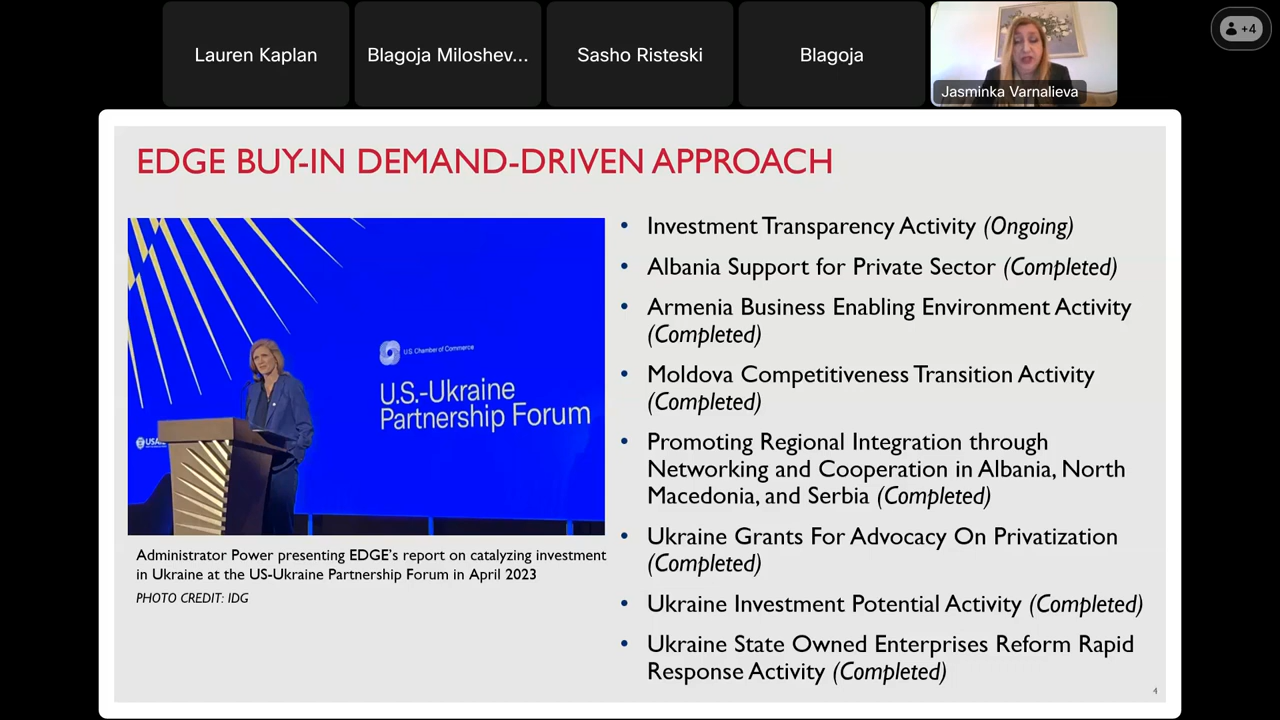 Lauren Kaplan
Blagoja Miloshev...
Sasho Risteski
Blagoja
Jasminka Varnalieva
+4
EDGE BUY-IN DEMAND-DRIVEN APPROACH
U.S. Chamber of Commerce
U.S.-Ukraine
Partnership Forum
Administrator Power presenting EDGE's report on catalyzing investment
in Ukraine at the US-Ukraine Partnership Forum in April 2023
PHOTO CREDIT: IDG
• Investment Transparency Activity (Ongoing)
• Albania Support for Private Sector (Completed)
• Armenia Business Enabling Environment Activity
(Completed)
• Moldova Competitiveness Transition Activity
(Completed)
• Promoting Regional Integration through
Networking and Cooperation in Albania, North
Macedonia, and Serbia (Completed)
• Ukraine Grants For Advocacy On Privatization
(Completed)
• Ukraine Investment Potential Activity (Completed)
• Ukraine State Owned Enterprises Reform Rapid
Response Activity (Completed)
4